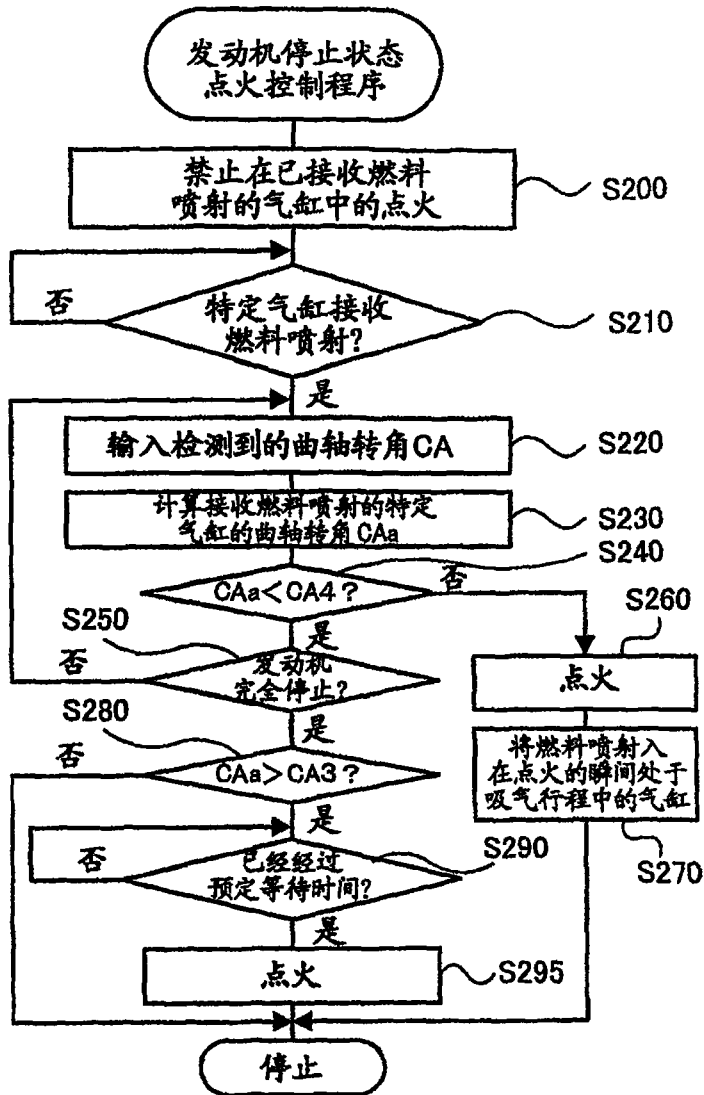 发动机停止状态
点火控制程序
禁止在已接收燃料
喷射的气缸中的点火
S200
否
特定气缸接收
燃料喷射?
S210
是
输入检测到的曲轴转角CA
S220
计算接收燃料喷射的特定
气缸的曲轴转角CAa
S230
S240
CAa<CA4?
否
是
S250
S260
否
发动机
完全停止?
点火
是
S280
将燃料喷射入
在点火的瞬间处于
吸气行程中的气缸
S270
否
CAa>CA3?
是
S290
否
已经经过
预定等待时间?
是
点火
S295
停止